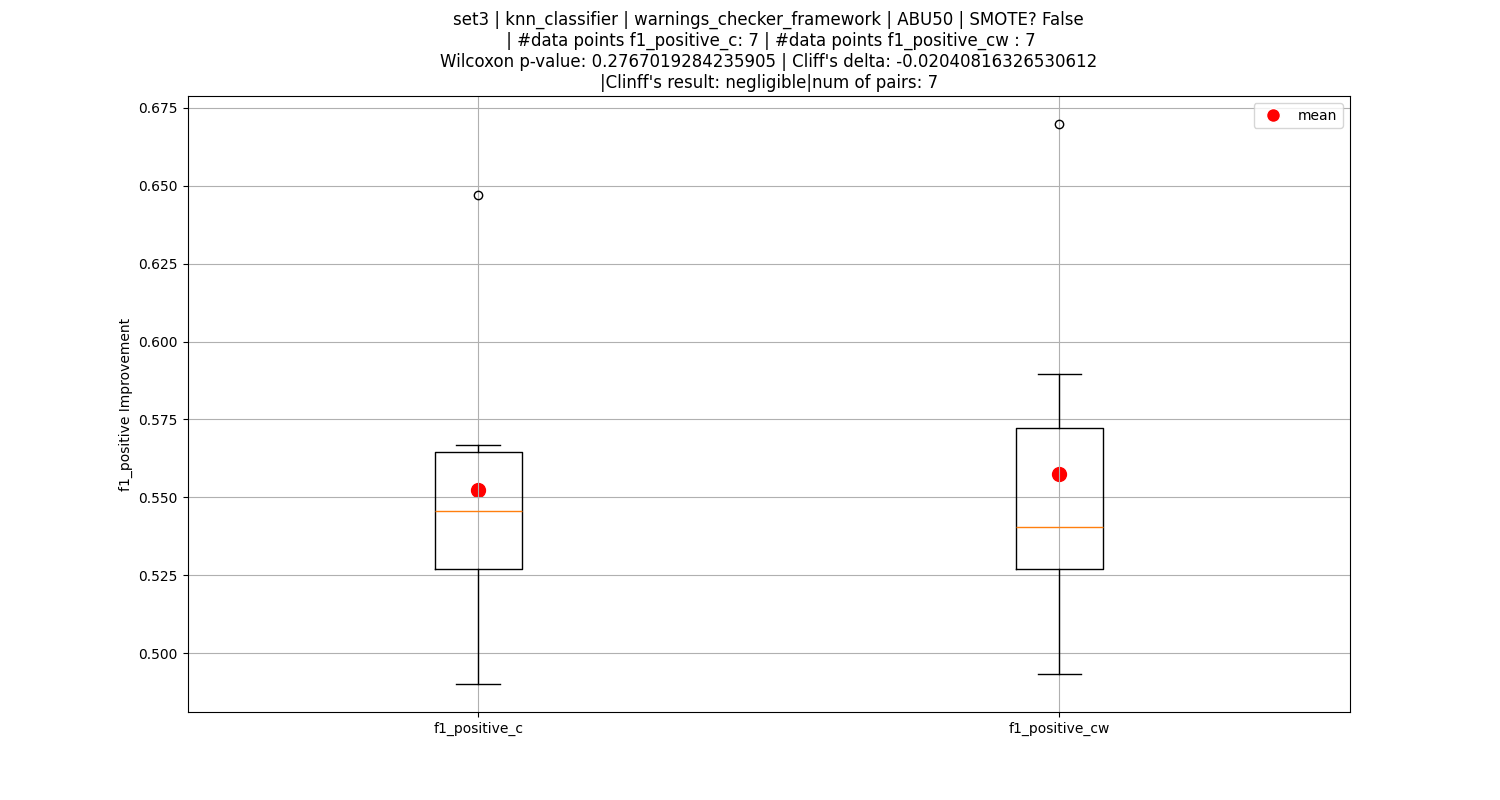 set3 | knn_classifier | warnings_checker_framework | ABU50 | SMOTE? False
| #data points f1_positive_c: 7 | #data points f1_positive_cw : 7
Wilcoxon p-value: 0.2767019284235905 | Cliff's delta: -0.02040816326530612
|Clinff's result: negligible|num of pairs: 7
mean
0.675
0.650
0.625
0.600
0.575
0.550
0.525
0.500
f1_positive Improvement
f1_positive_c
f1_positive_cw